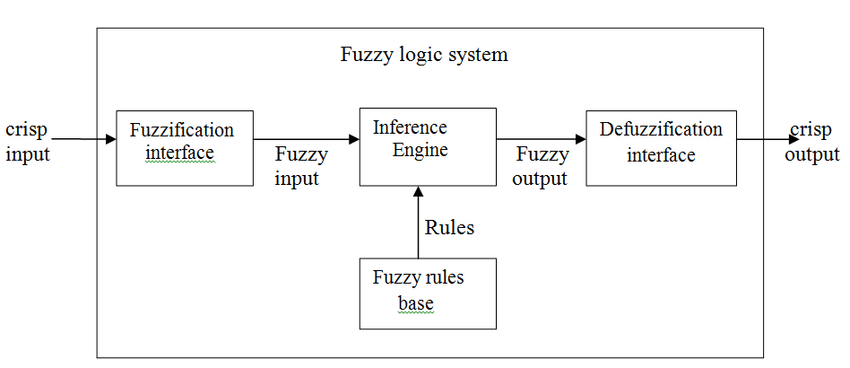 Fuzzy logic system
crisp
input
Fuzzification
interface
Fuzzy
input
Inference
Engine
Fuzzy
output
Defuzzification
interface
crisp
output
Rules
Fuzzy rules
base